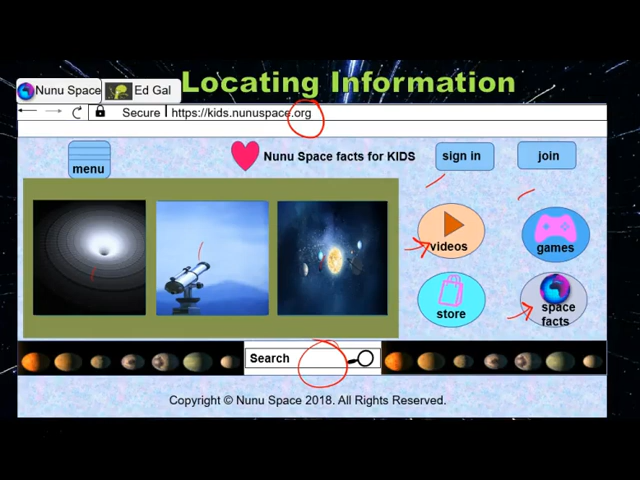 Locating Information
Nunu Space
Ed Gal
Secure
https://kids.nunuspace.org
menu
Nunu Space facts for KIDS
sign in
join
videos
games
store
space
facts
Search
Copyright © Nunu Space 2018. All Rights Reserved.